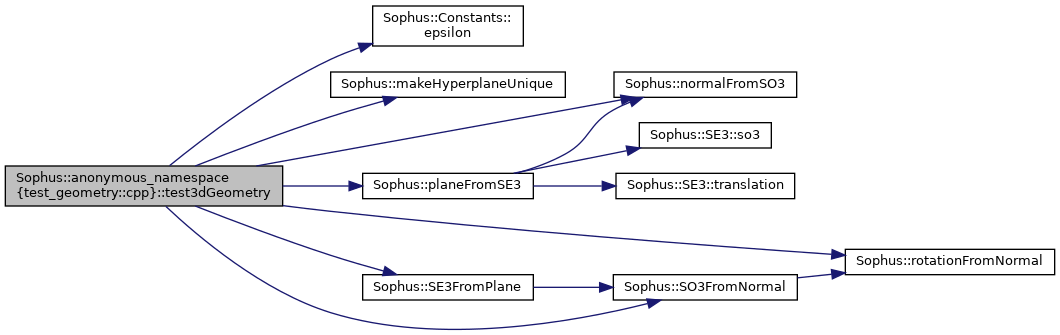 Sophus::Constants::
epsilon
Sophus::makeHyperplaneUnique
Sophus::normalFromSO3
Sophus::SE3::so3
Sophus::anonymous_namespace
{test_geometry::cpp}::test3dGeometry
Sophus::planeFromSE3
Sophus::SE3::translation
Sophus::rotationFromNormal
Sophus::SE3FromPlane
Sophus::SO3FromNormal